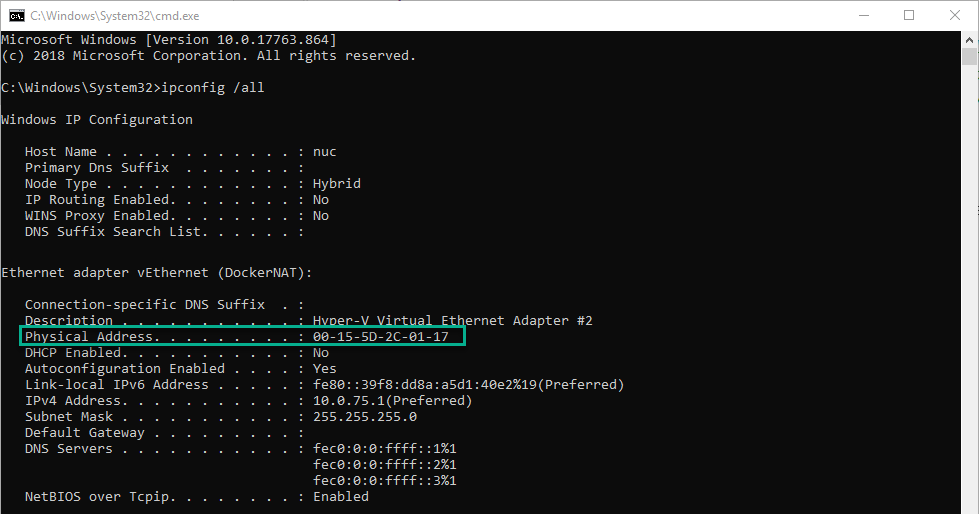 C:\Windows\System32\cmd.exe
Microsoft Windows [Version 10.0.17763.864]
(c) 2018 Microsoft Corporation. All rights reserved.
C:\Windows\System32>ipconfig /all
Windows IP Configuration
Host Name . . . . . . . . . . . . : nuc
Primary Dns Suffix  . . . . . . . :
Node Type . . . . . . . . . . . . : Hybrid
IP Routing Enabled. . . . . . . . : No
WINS Proxy Enabled. . . . . . . . : No
DNS Suffix Search List. . . . . . :
Ethernet adapter vEthernet (DockerNAT):
Connection-specific DNS Suffix  . :
Description . . . . . . . . . . . : Hyper-V Virtual Ethernet Adapter #2
Physical Address. . . . . . . . . : 00-15-5D-2C-01-17
DHCP Enabled. . . . . . . . . . . : No
Autoconfiguration Enabled . . . . : Yes
Link-local IPv6 Address . . . . . : fe80::39f8:dd8a:a5d1:40e2%19(Preferred)
IPv4 Address. . . . . . . . . . . : 10.0.75.1(Preferred)
Subnet Mask . . . . . . . . . . . : 255.255.255.0
Default Gateway . . . . . . . . . :
DNS Servers . . . . . . . . . . . : fec0:0:0:ffff::1%1
fec0:0:0:ffff::2%1
fec0:0:0:ffff::3%1
NetBIOS over Tcpip. . . . . . . . : Enabled